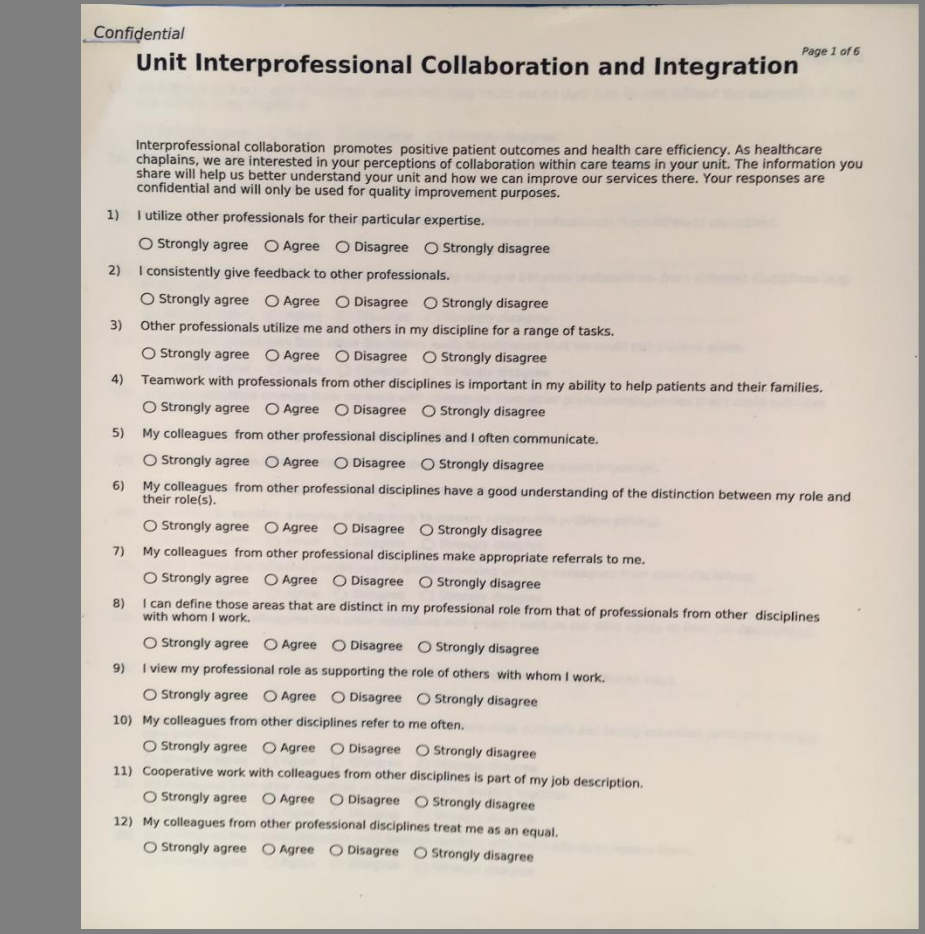 Confidential
Page 1 of 6
Unit Interprofessional Collaboration and Integration
Interprofessional collaboration promotes positive patient outcomes and health care efficiency. As healthcare
chaplains, we are interested in your perceptions of collaboration within care teams in your unit. The information you
share will help us better understand your unit and how we can improve our services there. Your responses are
confidential and will only be used for quality improvement purposes.
1) I utilize other professionals for their particular expertise.
Strongly agree Agree Disagree Strongly disagree
2) I consistently give feedback to other professionals.
Strongly agree Agree Disagree Strongly disagree
3) Other professionals utilize me and others in my discipline for a range of tasks.
Strongly agree Agree Disagree Strongly disagree
4) Teamwork with professionals from other disciplines is important in my ability to help patients and their families.
Strongly agree Agree Disagree Strongly disagree
5) My colleagues from other professional disciplines and I often communicate.
Strongly agree Agree Disagree Strongly disagree
6) My colleagues from other professional disciplines have a good understanding of the distinction between my role and
their role(s).
Strongly agree Agree Disagree Strongly disagree
7) My colleagues from other professional disciplines make appropriate referrals to me.
Strongly agree Agree Disagree Strongly disagree
8) I can define those areas that are distinct in my professional role from that of professionals from other disciplines
with whom I work.
Strongly agree Agree Disagree Strongly disagree
9) I view my professional role as supporting the role of others with whom I work.
Strongly agree Agree Disagree Strongly disagree
10) My colleagues from other disciplines refer to me often.
Strongly agree Agree Disagree Strongly disagree
11) Cooperative work with colleagues from other disciplines is part of my job description.
Strongly agree Agree Disagree Strongly disagree
12) My colleagues from other professional disciplines treat me as an equal.
Strongly agree Agree Disagree Strongly disagree